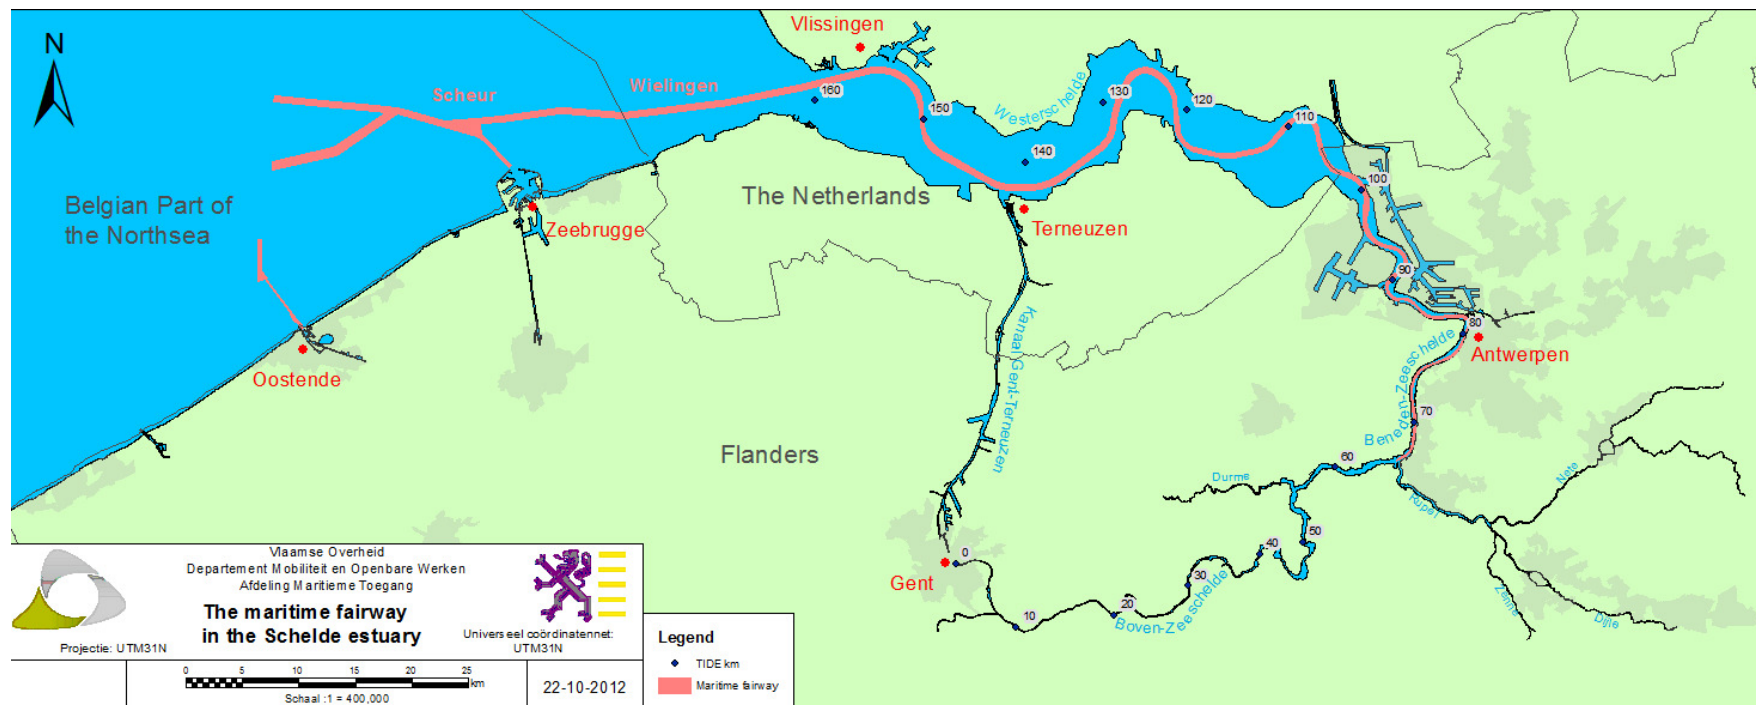 N
Vlissingen
Scheur
Wielingen
160
150
Westerschelde
130
120
110
140
100
Belgian Part of
the Northsea
The Netherlands
Zeebrugge
Terneuzen
90
80
Antwerpen
Oostende
Kanaal Gent-Terneuzen
Beneden-Zeeschelde
70
Flanders
60
Durme
Rupel
Nete
50
40
0
Gent
30
20
10
Boven-Zeeschelde
Zenne
Dijle
Vlaamse Overheid
Departement Mobiliteit en Openbare Werken
Afdeling Maritieme Toegang
The maritime fairway
in the Schelde estuary
Projectie: UTM31N
Universeel coördinatennet:
UTM31N
0 5 10 15 20 25
km
Schaal :1 = 400,000
22-10-2012
Legend
TIDE km
Maritime fairway